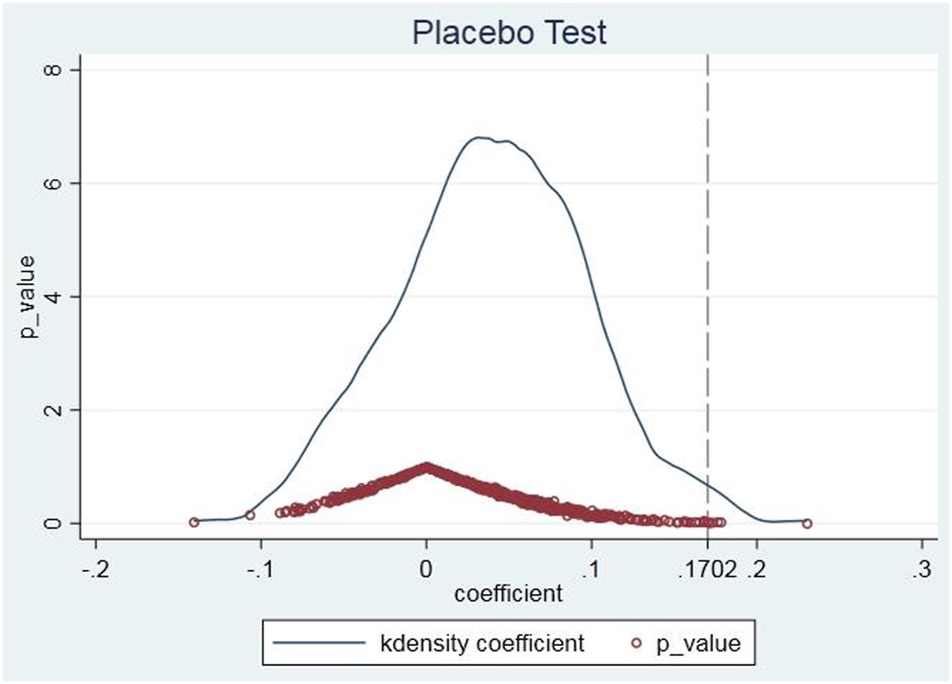 Placebo Test
8
6
4
2
0
p_value
-.2 -.1 0 .1 .1702 .2 .3
coefficient
kdensity coefficient p_value